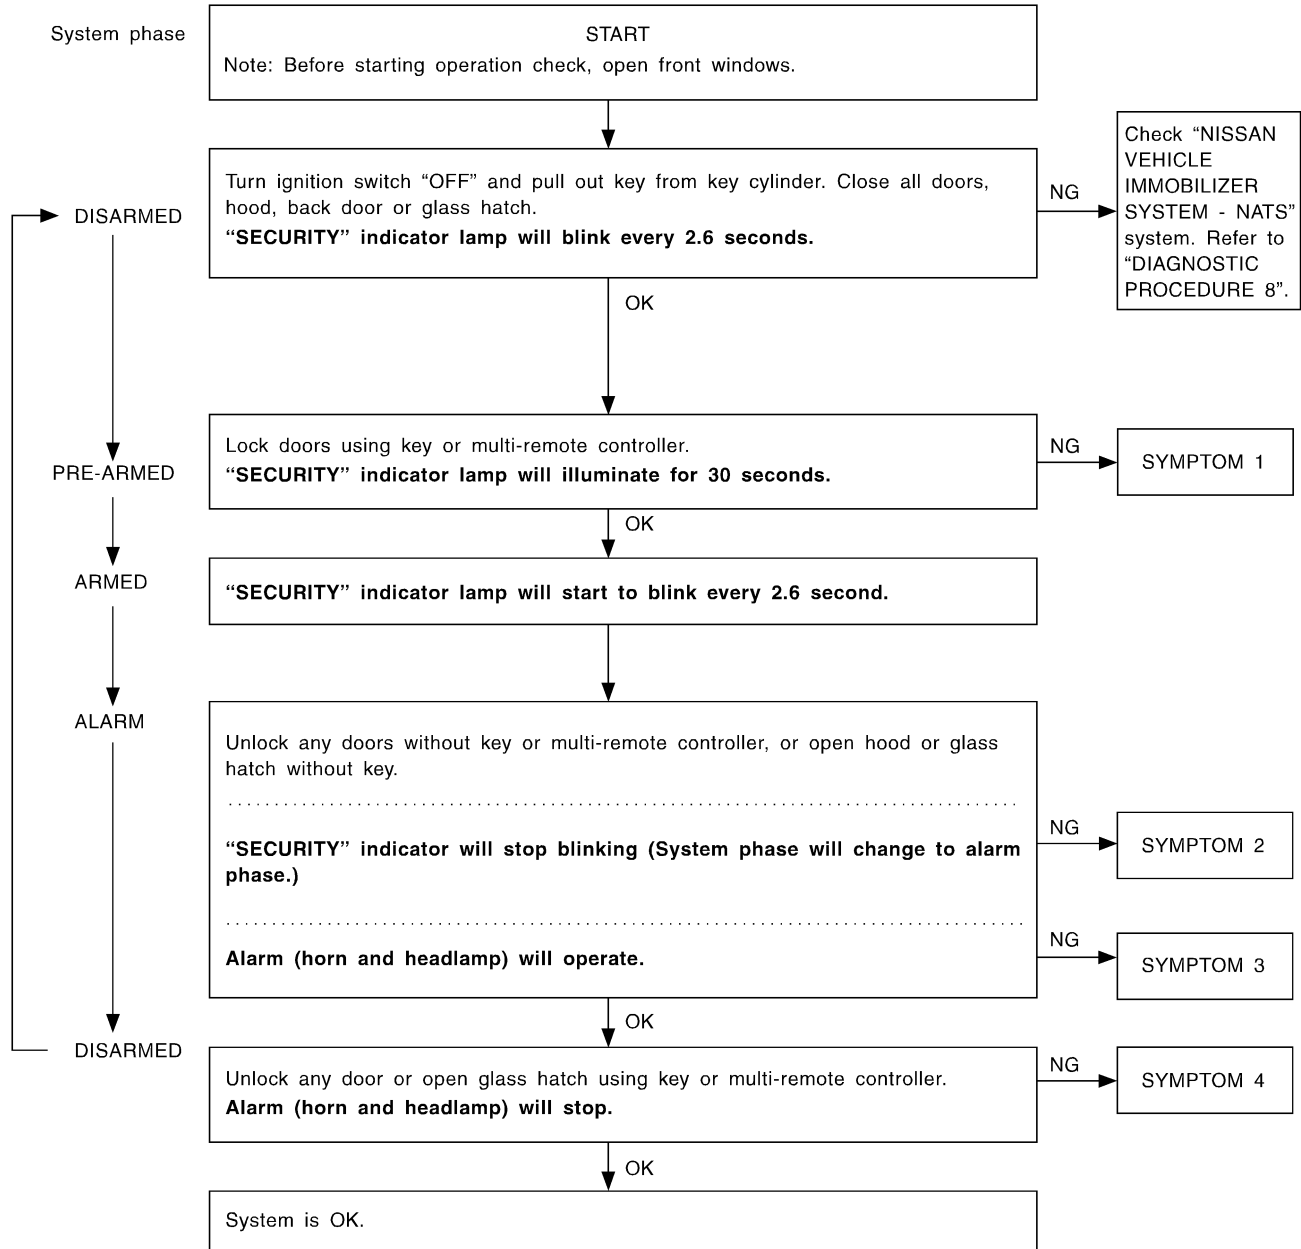 System phase
START
Note: Before starting operation check, open front windows.
Turn ignition switch “OFF” and pull out key from key cylinder. Close all doors,
hood, back door or glass hatch.
“SECURITY” indicator lamp will blink every 2.6 seconds.
NG
Check “NISSAN
VEHICLE
IMMOBILIZER
SYSTEM - NATS”
system. Refer to
“DIAGNOSTIC
PROCEDURE 8”.
DISARMED
OK
Lock doors using key or multi-remote controller.
“SECURITY” indicator lamp will illuminate for 30 seconds.
NG
SYMPTOM 1
PRE-ARMED
OK
ARMED
“SECURITY” indicator lamp will start to blink every 2.6 second.
ALARM
Unlock any doors without key or multi-remote controller, or open hood or glass
hatch without key.
“SECURITY” indicator will stop blinking (System phase will change to alarm
phase.)
NG
SYMPTOM 2
Alarm (horn and headlamp) will operate.
NG
SYMPTOM 3
OK
DISARMED
Unlock any door or open glass hatch using key or multi-remote controller.
Alarm (horn and headlamp) will stop.
NG
SYMPTOM 4
OK
System is OK.